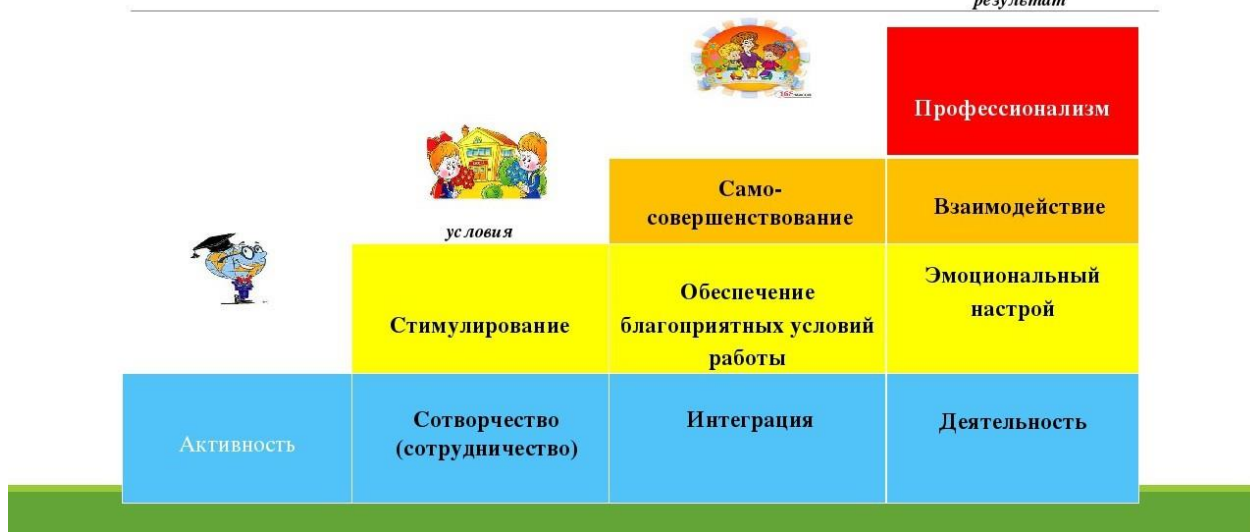 результат
Профессионализм
Само-
совершенствование
Взаимодействие
условия
Стимулирование
Обеспечение
благоприятных условий
работы
Эмоциональный
настрой
Активность
Сотворчество
(сотрудничество)
Интеграция
Деятельность